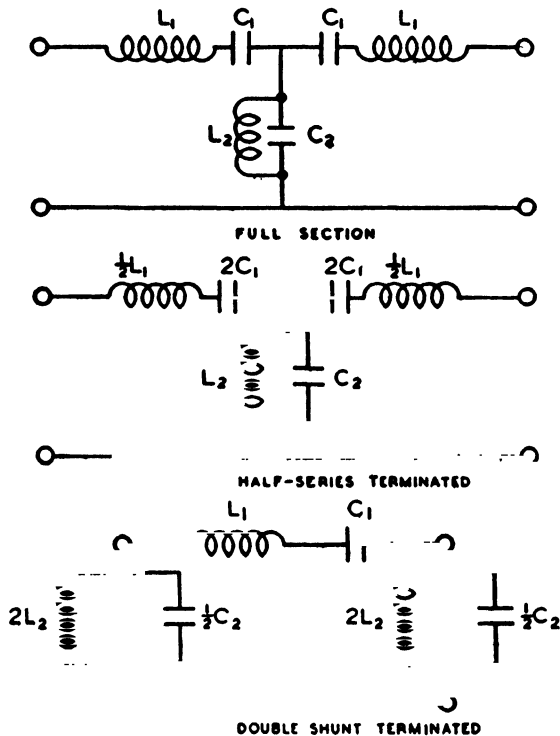 L₁ C₁ C₁ L₁
L₂ C₂
FULL SECTION
½L₁ 2C₁ 2C₁ ½L₁
L₂ C₂
HALF-SERIES TERMINATED
L₁ C₁
2L₂ ½C₂ 2L₂ ½C₂
DOUBLE SHUNT TERMINATED